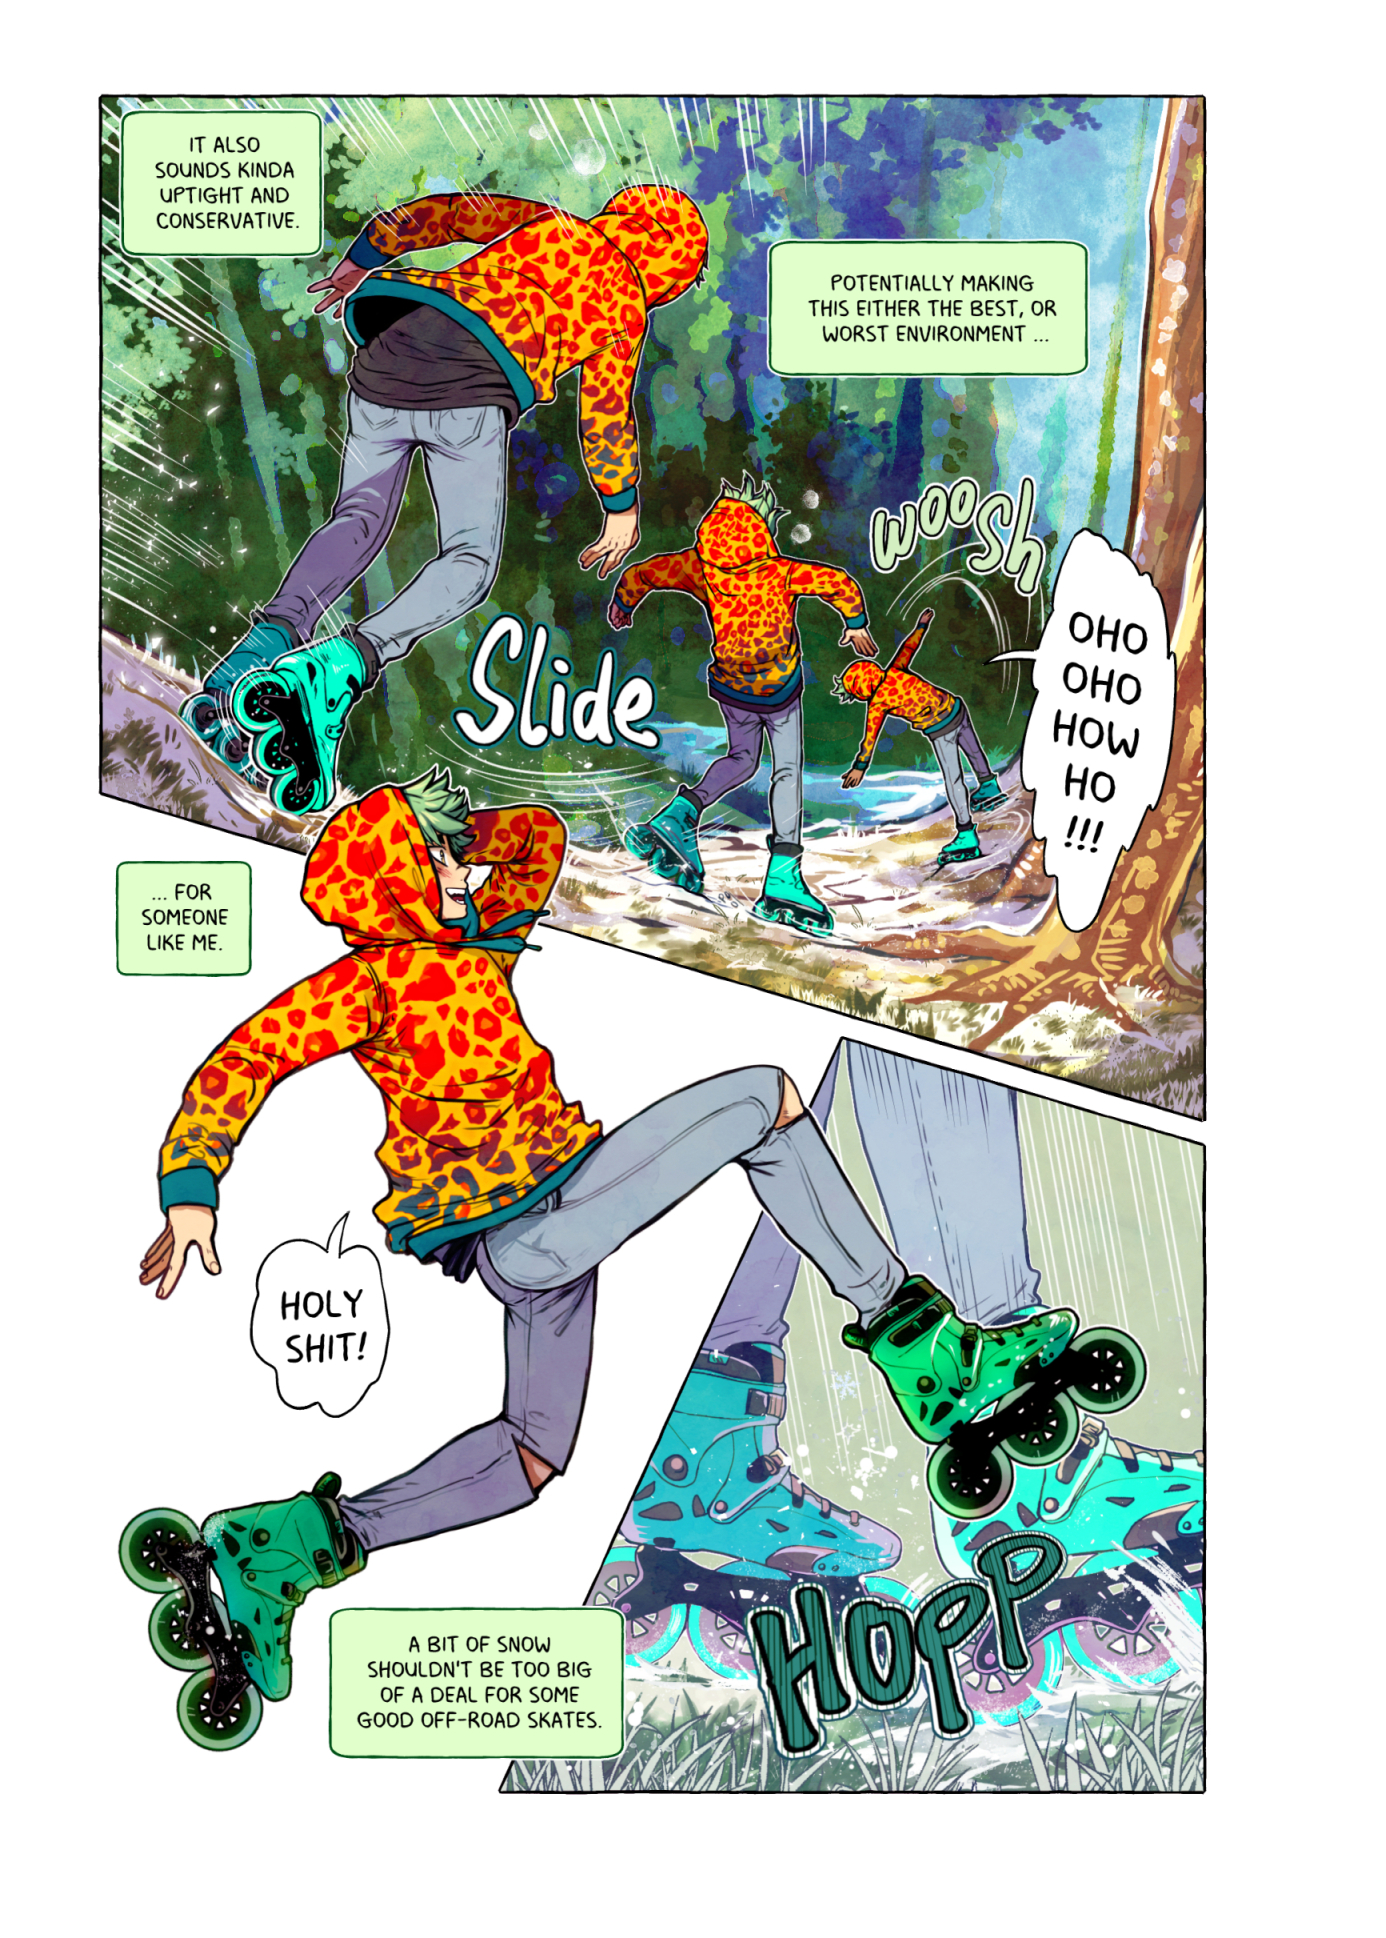 IT ALSO
SOUNDS KINDA
UPTIGHT AND
CONSERVATIVE.
POTENTIALLY MAKING
THIS EITHER THE BEST, OR
WORST ENVIRONMENT ...
WOOSH
OHO
OHO
HOW
HO
!!!
Slide
... FOR
SOMEONE
LIKE ME.
HOLY
SHIT!
HOPP
A BIT OF SNOW
SHOULDN'T BE TOO BIG
OF A DEAL FOR SOME
GOOD OFF-ROAD SKATES.